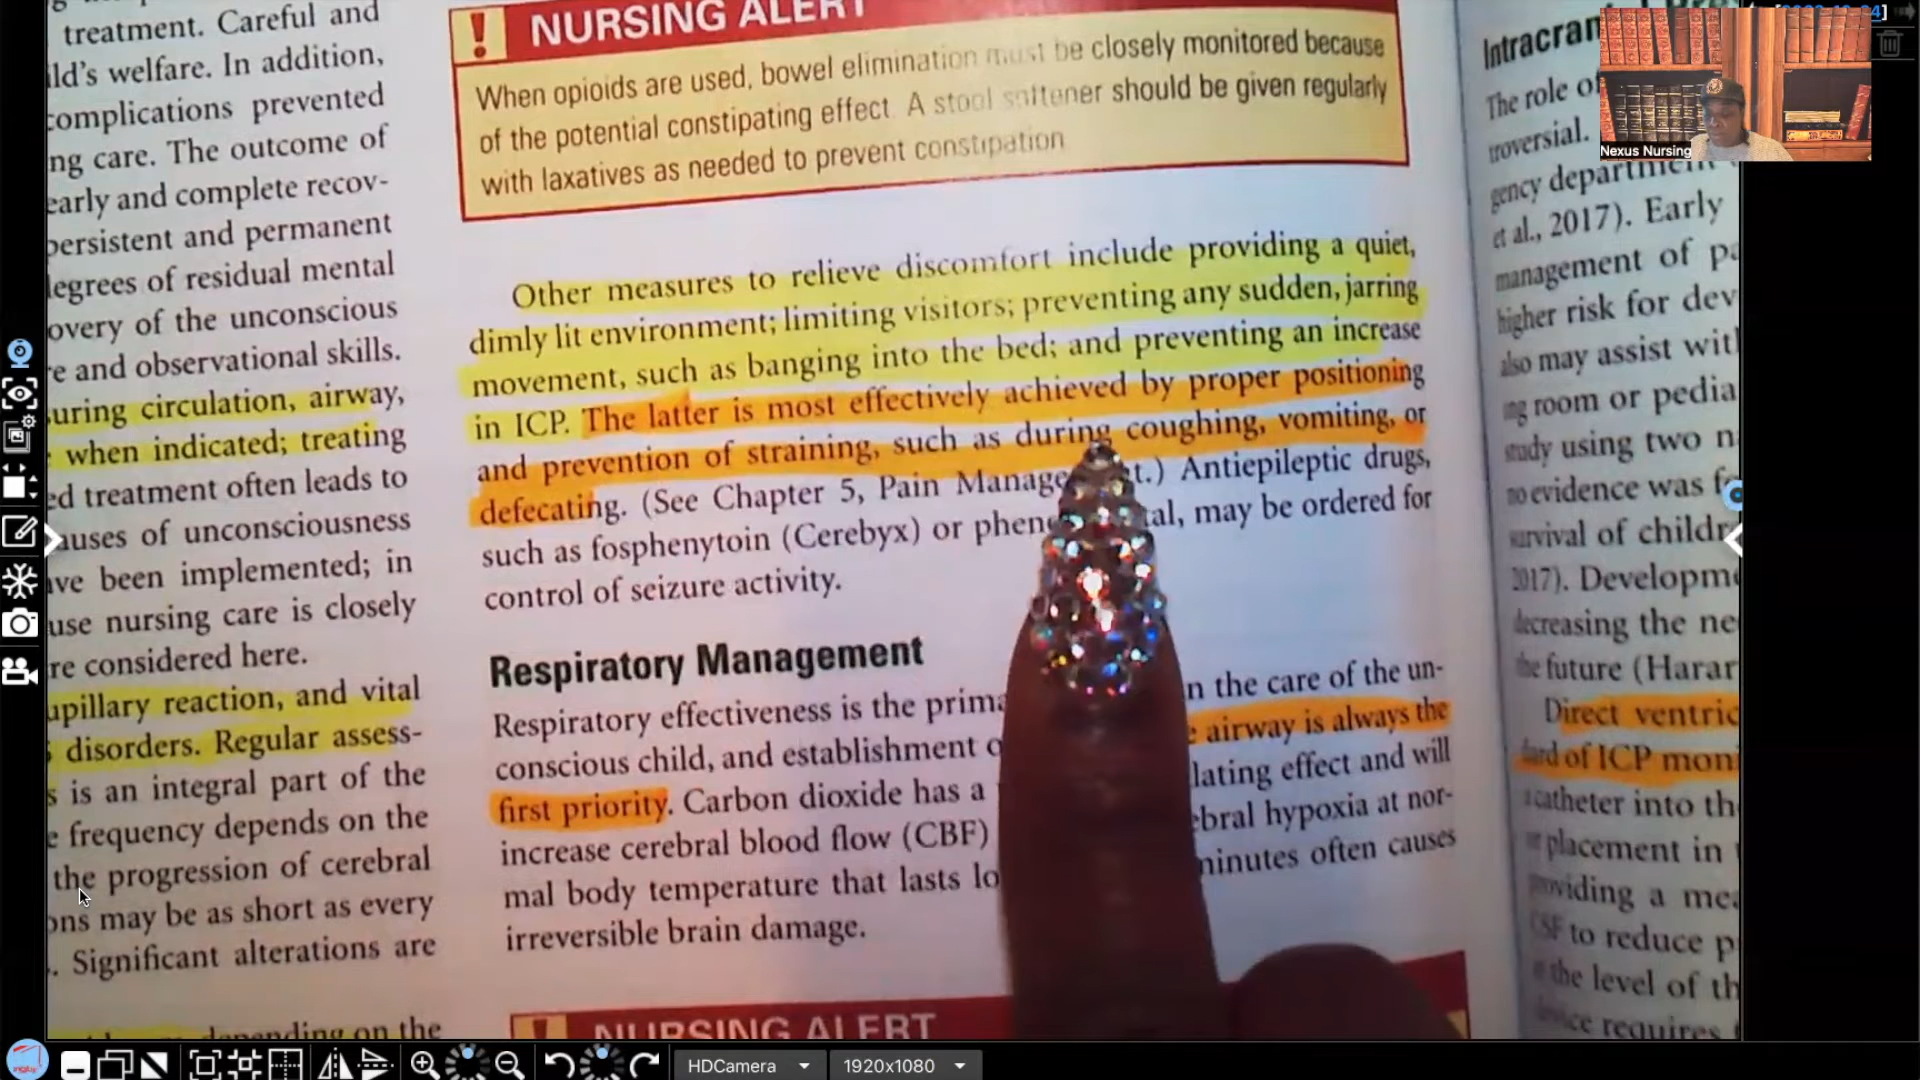 treatment. Careful and
ld's welfare. In addition,
complications prevented
ng care. The outcome of
early and complete recov-
persistent and permanent
degrees of residual mental
overy of the unconscious
e and observational skills.
uring circulation, airway,
when indicated; treating
ed treatment often leads to
auses of unconsciousness
ve been implemented; in
use nursing care is closely
re considered here.
upillary reaction, and vital
disorders. Regular assess-
s is an integral part of the
e frequency depends on the
the progression of cerebral
ons may be as short as every
. Significant alterations are
depending on the
! NURSING ALERT
When opioids are used, bowel elimination must be closely monitored because
of the potential constipating effect. A stool softener should be given regularly
with laxatives as needed to prevent constipation
Other measures to relieve discomfort include providing a quiet,
dimly lit environment; limiting visitors; preventing any sudden, jarring
movement, such as banging into the bed; and preventing an increase
in ICP. The latter is most effectively achieved by proper positioning
and prevention of straining, such as during coughing, vomiting, or
defecating. (See Chapter 5, Pain Manage t.) Antiepileptic drugs,
such as fosphenytoin (Cerebyx) or phen tal, may be ordered for
control of seizure activity.
Respiratory Management
Respiratory effectiveness is the prima n the care of the un-
conscious child, and establishment o e airway is always the
first priority. Carbon dioxide has a lating effect and will
increase cerebral blood flow (CBF) ebral hypoxia at nor-
mal body temperature that lasts lo minutes often causes
irreversible brain damage.
NURSING ALERT
Intracran
The role of
troversial.
gency department
et al., 2017). Early
management of pa
higher risk for dev
also may assist with
ing room or pedia
study using two n
no evidence was f
survival of childr
2017). Developme
decreasing the ne
the future (Harar
Direct ventric
dard of ICP moni
a catheter into th
or placement in
providing a mea
CSF to reduce p
the level of th
device requires
Nexus Nursing
HDCamera
1920x1080